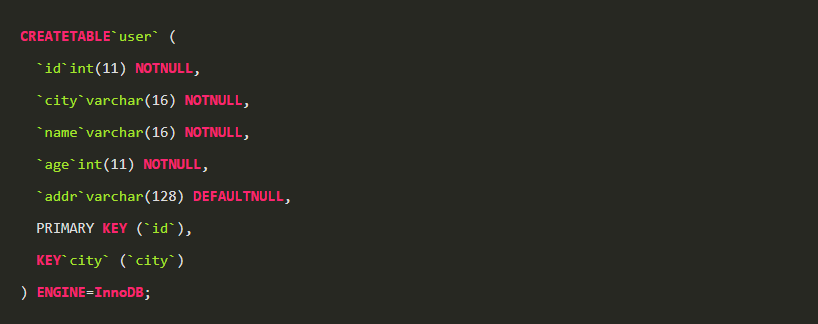 CREATETABLE`user` (
`id`int(11) NOTNULL,
`city`varchar(16) NOTNULL,
`name`varchar(16) NOTNULL,
`age`int(11) NOTNULL,
`addr`varchar(128) DEFAULTNULL,
PRIMARY KEY (`id`),
KEY`city` (`city`)
) ENGINE=InnoDB;